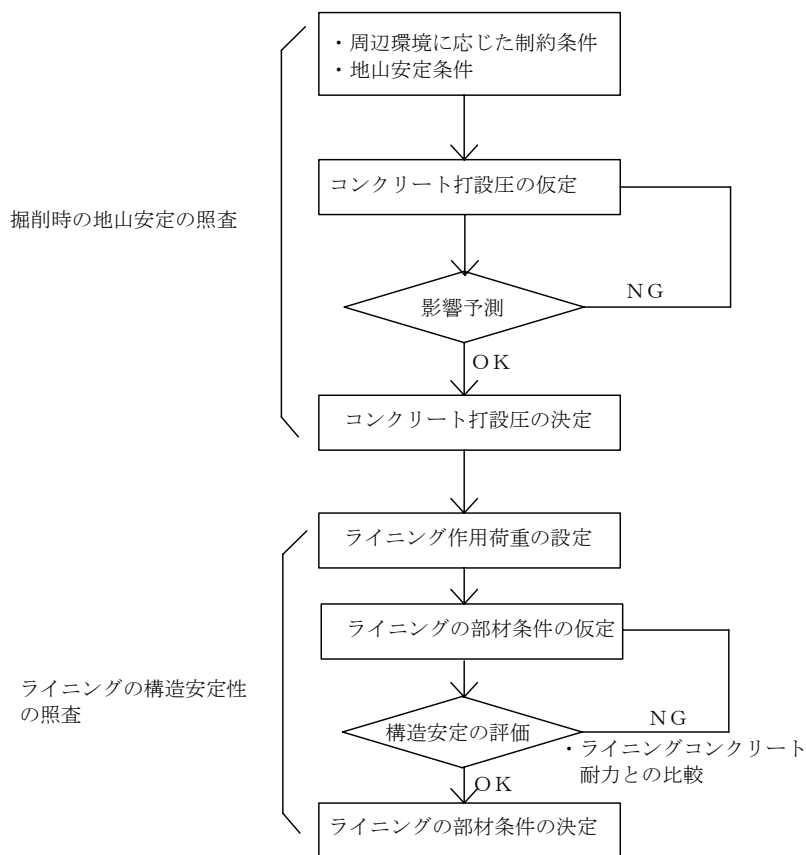 ・周辺環境に応じた制約条件
・地山安定条件
コンクリート打設圧の仮定
掘削時の地山安定の照査
影響予測
NG
OK
コンクリート打設圧の決定
ライニング作用荷重の設定
ライニングの部材条件の仮定
ライニングの構造安定性
の照査
構造安定の評価
NG
・ライニングコンクリート
耐力との比較
OK
ライニングの部材条件の決定